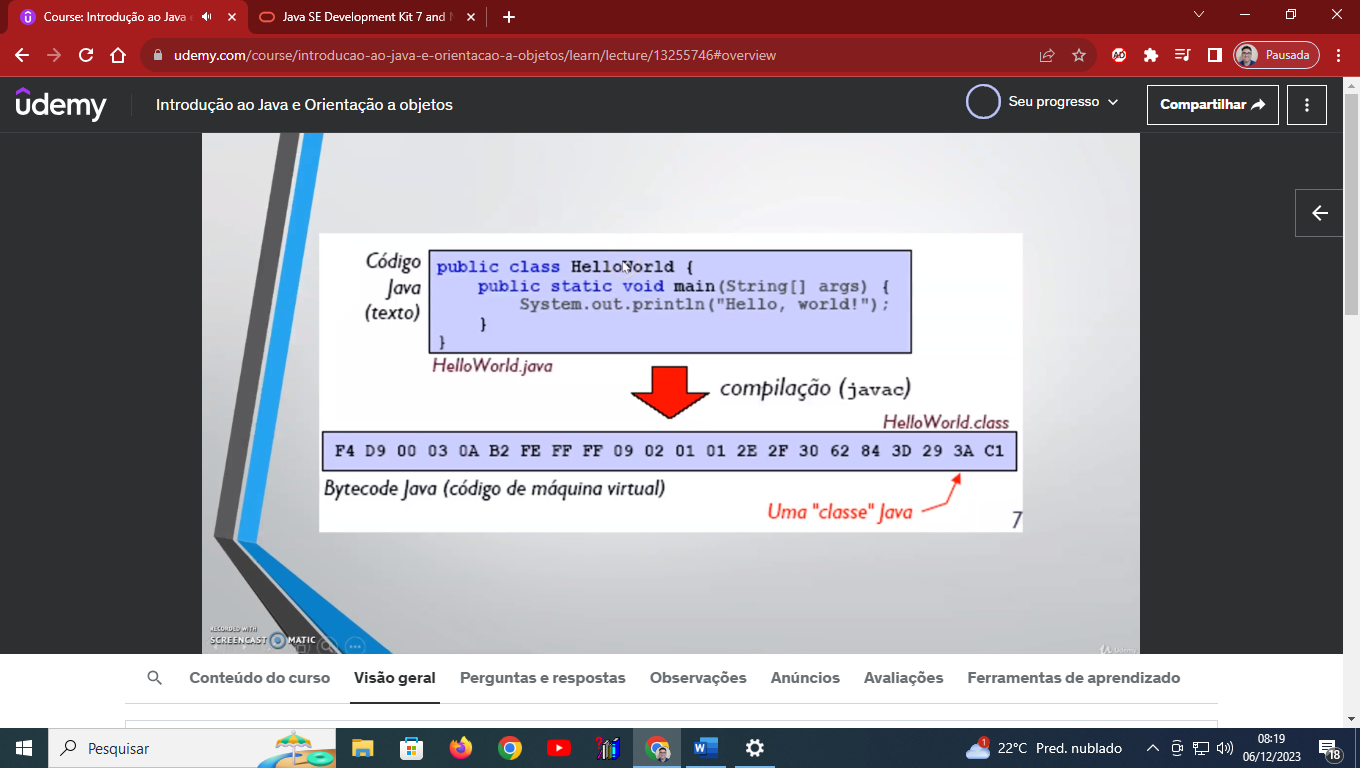 Course: Introdução ao Java e
Java SE Development Kit 7 and
udemy.com/course/introducao-ao-java-e-orientacao-a-objetos/learn/lecture/13255746#overview
Pausada
udemy
Introdução ao Java e Orientação a objetos
Seu progresso
Compartilhar
Código
Java
(texto)
public class HelloWorld {
public static void main(String[] args) {
System.out.println("Hello, world!");
}
}
HelloWorld.java
compilação (javac)
HelloWorld.class
F4 D9 00 03 0A B2 FE FF FF 09 02 01 01 2E 2F 30 62 84 3D 29 3A C1
Bytecode Java (código de máquina virtual)
Uma "classe" Java
7
RECORDED WITH
SCREENCAST MATIC
Udemy
Conteúdo do curso
Visão geral
Perguntas e respostas
Observações
Anúncios
Avaliações
Ferramentas de aprendizado
Pesquisar
1
22°C Pred. nublado
08:19
06/12/2023
18